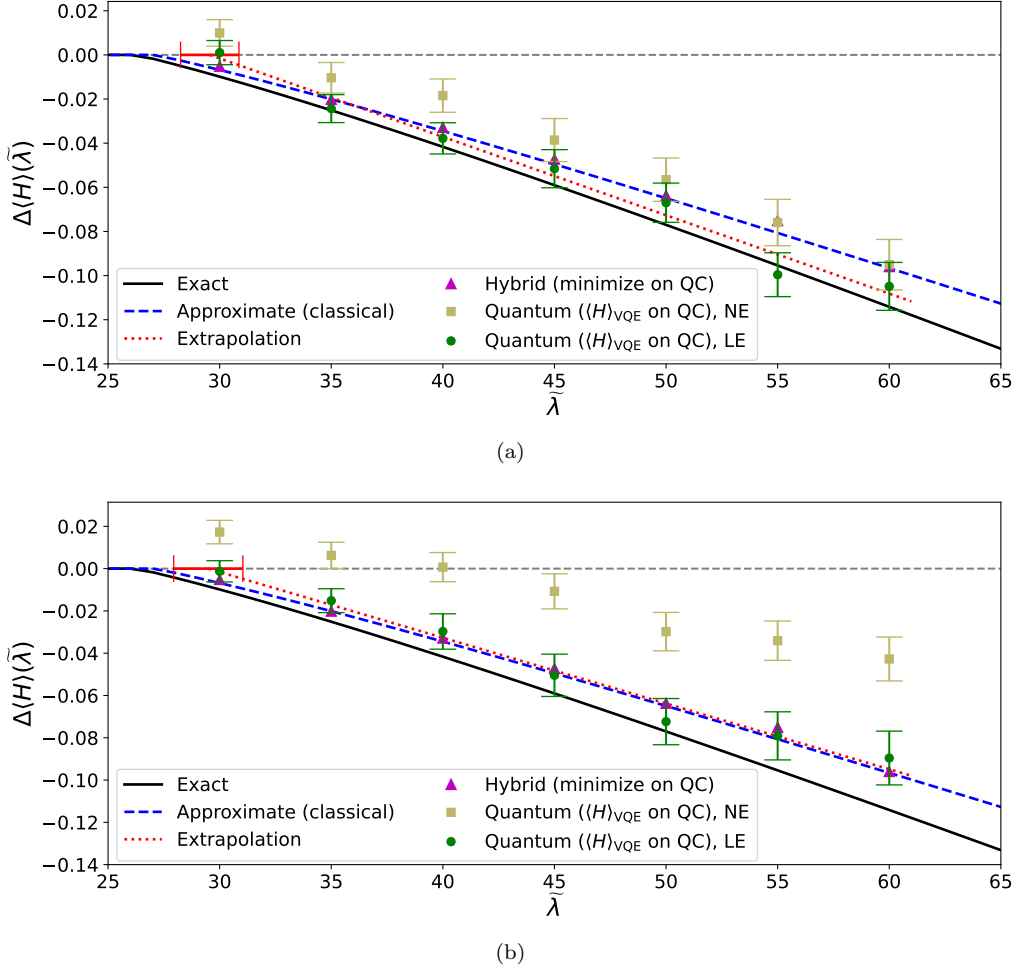 0.02
0.00
−0.02
−0.04
−0.06
−0.08
−0.10
−0.12
−0.14
Δ⟨H⟩(λ̃)
Exact
Approximate (classical)
Extrapolation
Hybrid (minimize on QC)
Quantum (⟨H⟩VQE on QC), NE
Quantum (⟨H⟩VQE on QC), LE
25 30 35 40 45 50 55 60 65
λ̃
(a)
0.02
0.00
−0.02
−0.04
−0.06
−0.08
−0.10
−0.12
−0.14
Δ⟨H⟩(λ̃)
Exact
Approximate (classical)
Extrapolation
Hybrid (minimize on QC)
Quantum (⟨H⟩VQE on QC), NE
Quantum (⟨H⟩VQE on QC), LE
25 30 35 40 45 50 55 60 65
λ̃
(b)